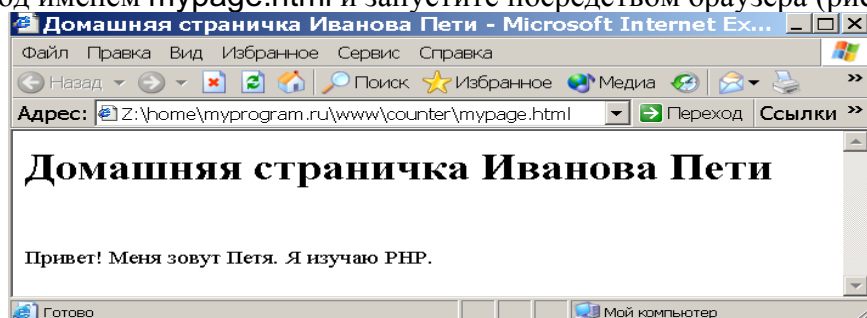 од именем mypage.html и запустите посредством браузера (рис
Домашняя страничка Иванова Пети - Microsoft Internet Ex...
Файл Правка Вид Избранное Сервис Справка
Назад Поиск Избранное Медиа »
Адрес: Z:\home\myprogram.ru\www\counter\mypage.html Переход Ссылки »
Домашняя страничка Иванова Пети
Привет! Меня зовут Петя. Я изучаю PHP.
Готово Мой компьютер